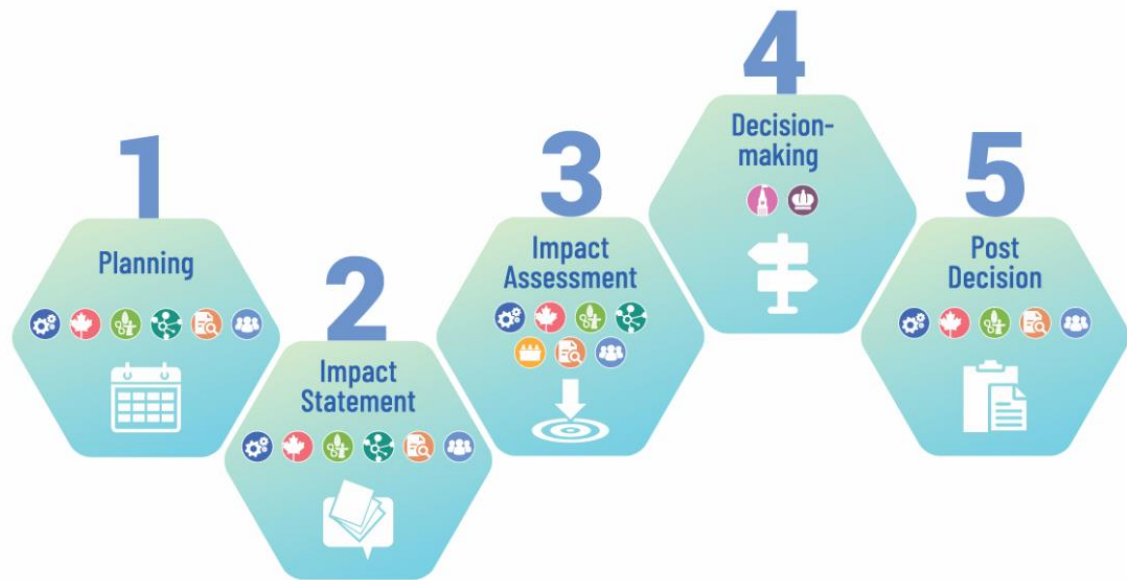 1
Planning
2
Impact
Statement
3
Impact
Assessment
4
Decision-
making
5
Post
Decision